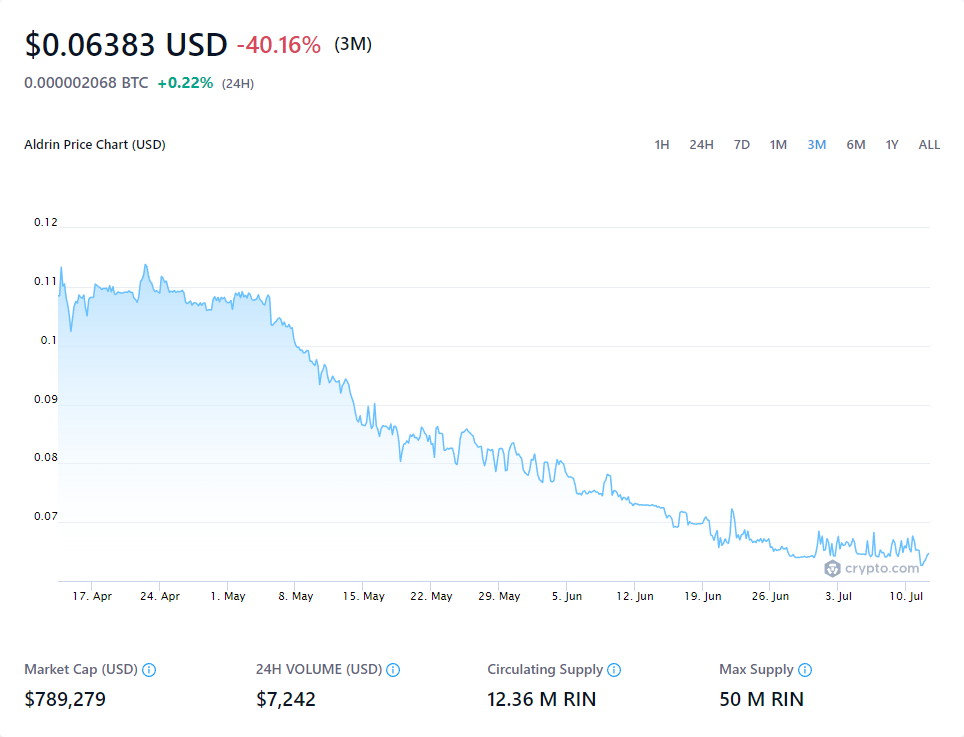 $0.06383 USD -40.16% (3M)
0.000002068 BTC +0.22% (24H)
Aldrin Price Chart (USD)
1H 24H 7D 1M 3M 6M 1Y ALL
0.12
0.11
0.1
0.09
0.08
0.07
crypto.com
17. Apr 24. Apr 1. May 8. May 15. May 22. May 29. May 5. Jun 12. Jun 19. Jun 26. Jun 3. Jul 10. Jul
Market Cap (USD) 24H VOLUME (USD) Circulating Supply Max Supply
$789,279 $7,242 12.36 M RIN 50 M RIN